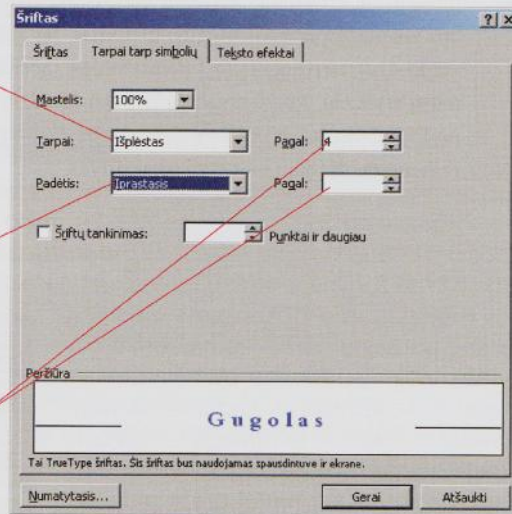 Šriftas
Šriftas Tarpai tarp simbolių Teksto efektai
Mastelis: 100%
Tarpai: Išplėstas Pagal: 4
Padėtis: Įprastasis Pagal:
Šriftų tankinimas: Punktai ir daugiau
Peržiūra
Gugolas
Tai TrueType šriftas. Šis šriftas bus naudojamas spausdintuve ir ekrane.
Numatytasis... Gerai Atšaukti